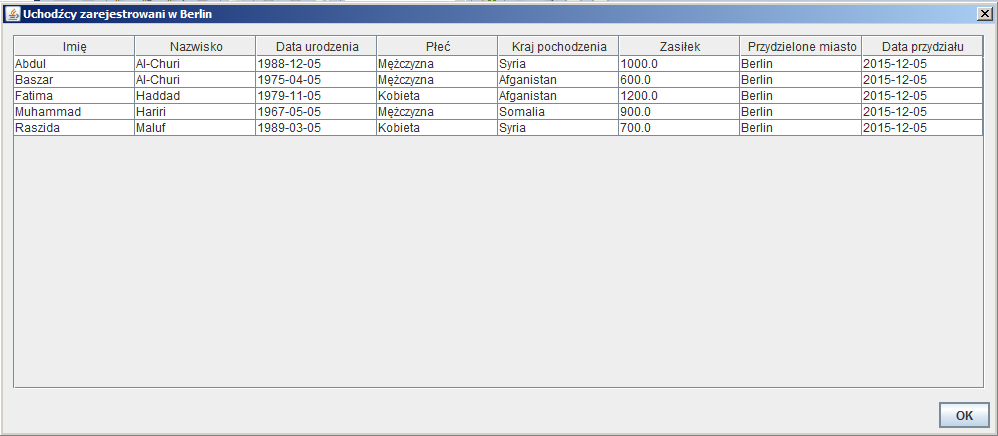 Uchodźcy zarejestrowani w Berlin
Imię Nazwisko Data urodzenia Płeć Kraj pochodzenia Zasiłek Przydzielone miasto Data przydziału
Abdul Al-Churi 1988-12-05 Mężczyzna Syria 1000.0 Berlin 2015-12-05
Baszar Al-Churi 1975-04-05 Mężczyzna Afganistan 600.0 Berlin 2015-12-05
Fatima Haddad 1979-11-05 Kobieta Afganistan 1200.0 Berlin 2015-12-05
Muhammad Hariri 1967-05-05 Mężczyzna Somalia 900.0 Berlin 2015-12-05
Raszida Maluf 1989-03-05 Kobieta Syria 700.0 Berlin 2015-12-05
OK